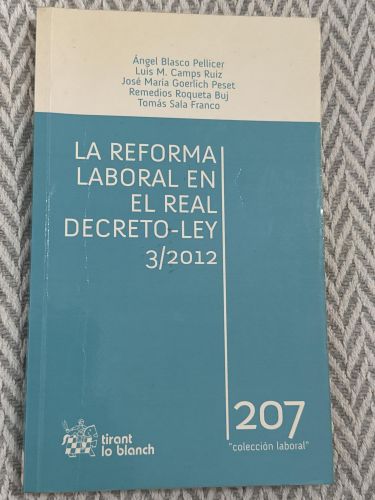 Ángel Blasco Pellicer
Luis M. Camps Ruiz
José María Goerlich Peset
Remedios Roqueta Buj
Tomás Sala Franco
LA REFORMA
LABORAL EN
EL REAL
DECRETO-LEY
3/2012
207
"colección laboral"
tirant
lo blanch